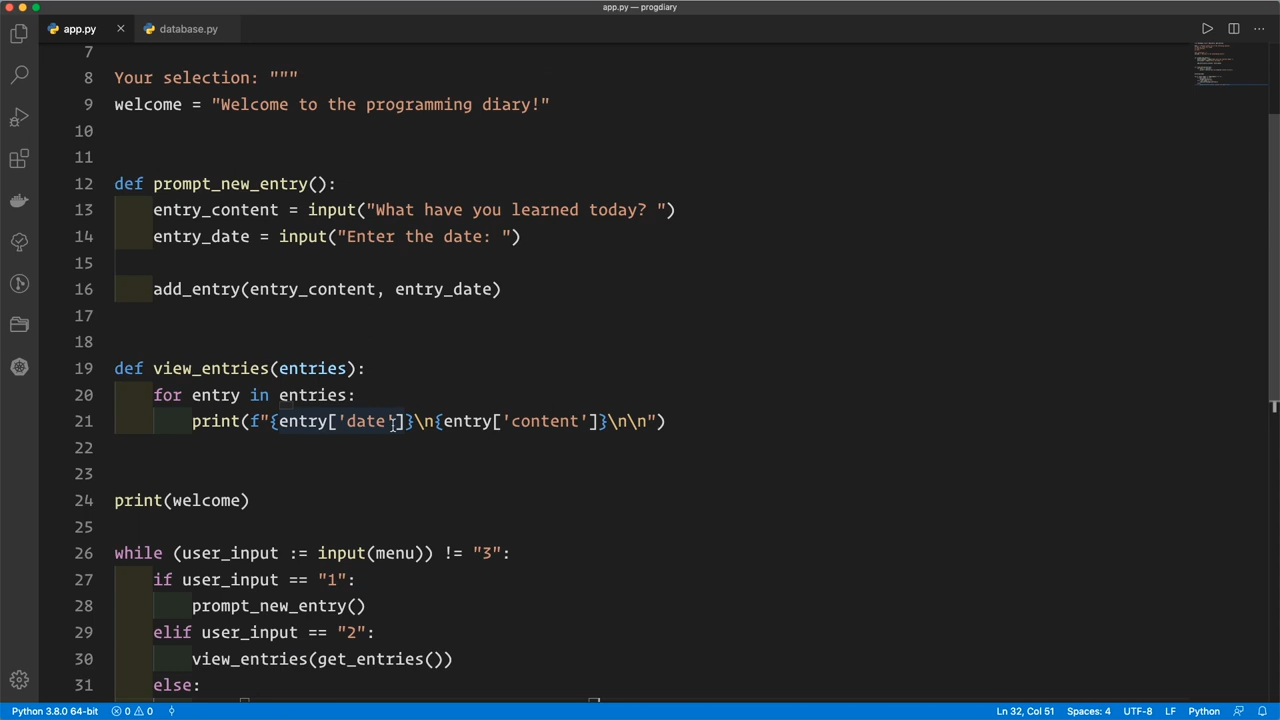 app.py — progdiary
app.py
database.py
7
8 Your selection: """
9 welcome = "Welcome to the programming diary!"
10
11
12 def prompt_new_entry():
13 entry_content = input("What have you learned today? ")
14 entry_date = input("Enter the date: ")
15
16 add_entry(entry_content, entry_date)
17
18
19 def view_entries(entries):
20 for entry in entries:
21 print(f"{entry['date']}\n{entry['content']}\n\n")
22
23
24 print(welcome)
25
26 while (user_input := input(menu)) != "3":
27 if user_input == "1":
28 prompt_new_entry()
29 elif user_input == "2":
30 view_entries(get_entries())
31 else:
Python 3.8.0 64-bit 0 0 Ln 32, Col 51 Spaces: 4 UTF-8 LF Python